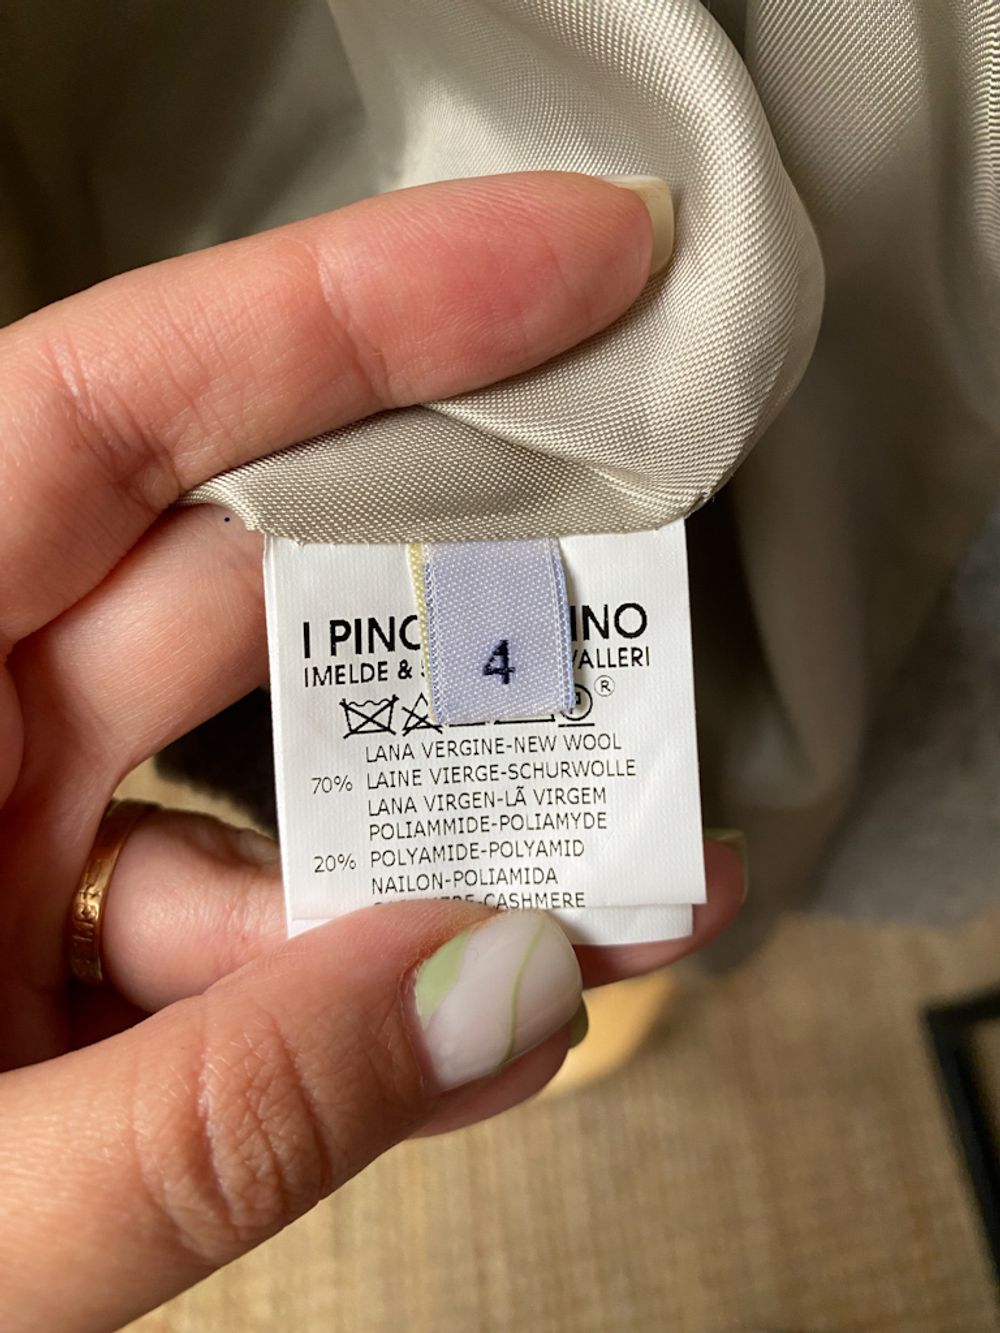 I PINC
INO
IMELDE &
VALLERI
4
P ®
LANA VERGINE-NEW WOOL
70% LAINE VIERGE-SCHURWOLLE
LANA VIRGEN-LÃ VIRGEM
POLIAMMIDE-POLIAMYDE
20% POLYAMIDE-POLYAMID
NAILON-POLIAMIDA
CASHMERE